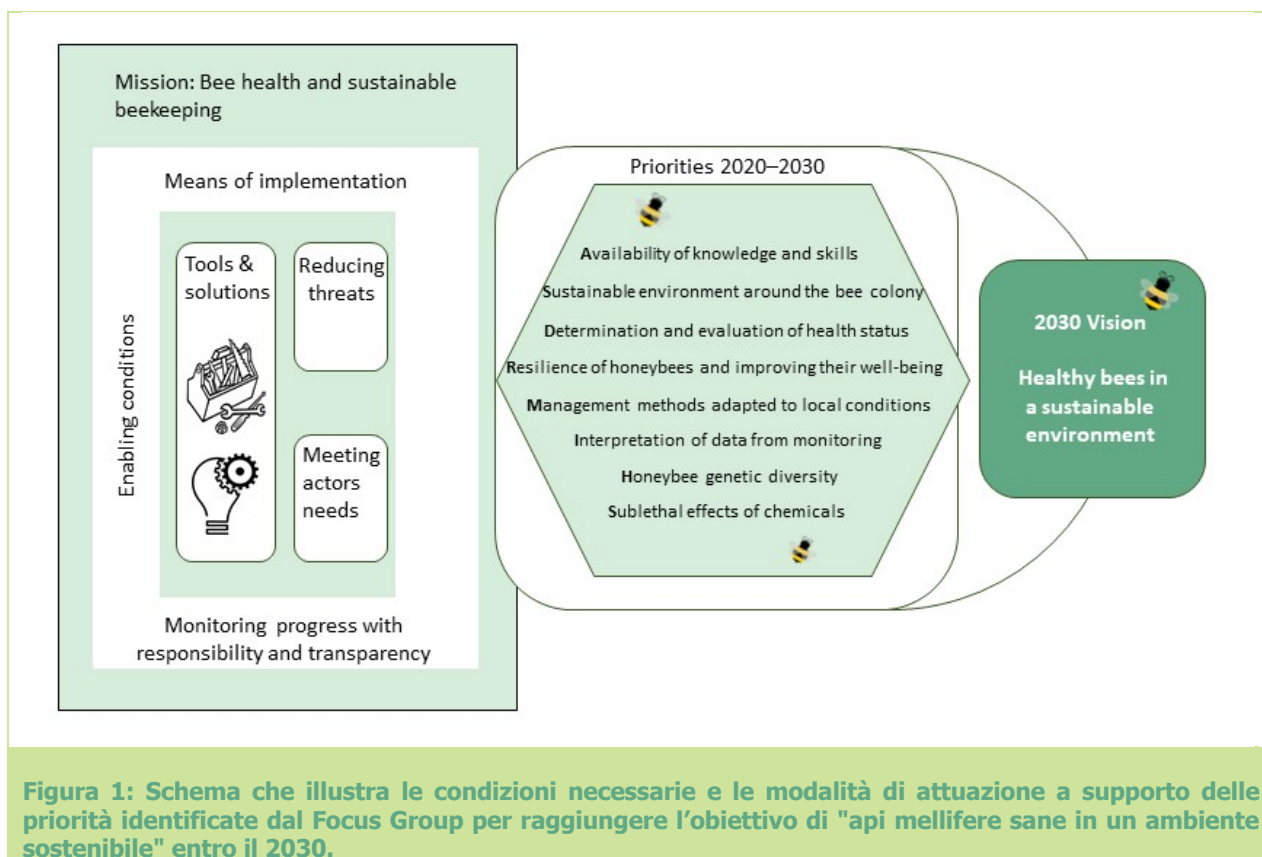 Mission: Bee health and sustainable
beekeeping
Means of implementation
Enabling conditions
Tools &
solutions
Reducing
threats
Meeting
actors
needs
Monitoring progress with
responsibility and transparency
Priorities 2020–2030
Availability of knowledge and skills
Sustainable environment around the bee colony
Determination and evaluation of health status
Resilience of honeybees and improving their well-being
Management methods adapted to local conditions
Interpretation of data from monitoring
Honeybee genetic diversity
Sublethal effects of chemicals
2030 Vision
Healthy bees in
a sustainable
environment
Figura 1: Schema che illustra le condizioni necessarie e le modalità di attuazione a supporto delle
priorità identificate dal Focus Group per raggiungere l’obiettivo di "api mellifere sane in un ambiente
sostenibile" entro il 2030.